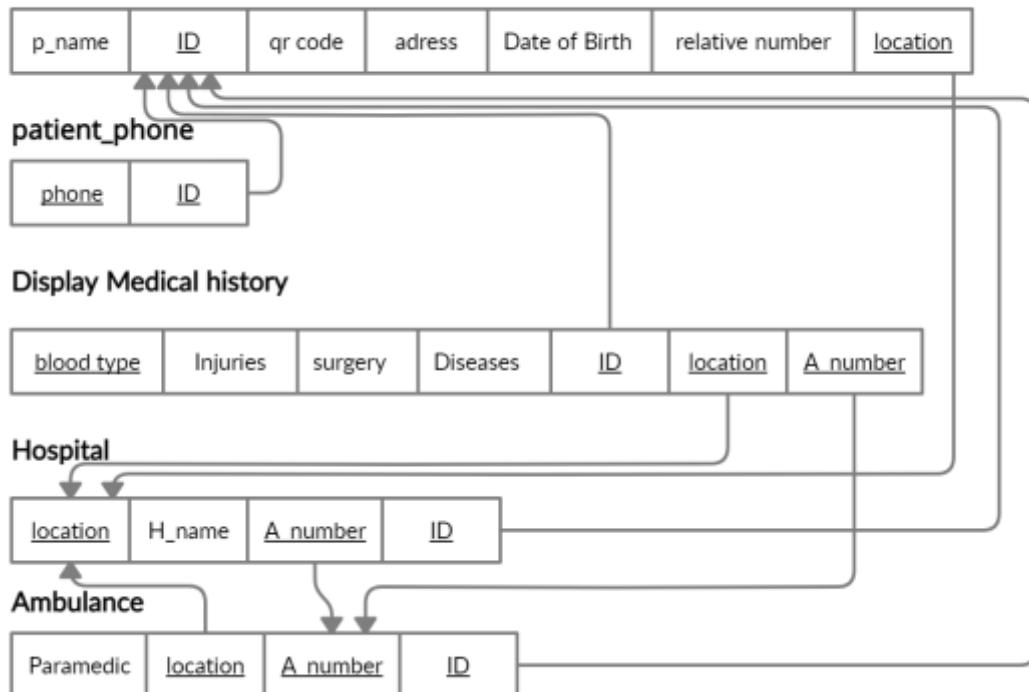 p_name ID qr code adress Date of Birth relative number location
patient_phone
phone ID
Display Medical history
blood type Injuries surgery Diseases ID location A_number
Hospital
location H_name A_number ID
Ambulance
Paramedic location A_number ID